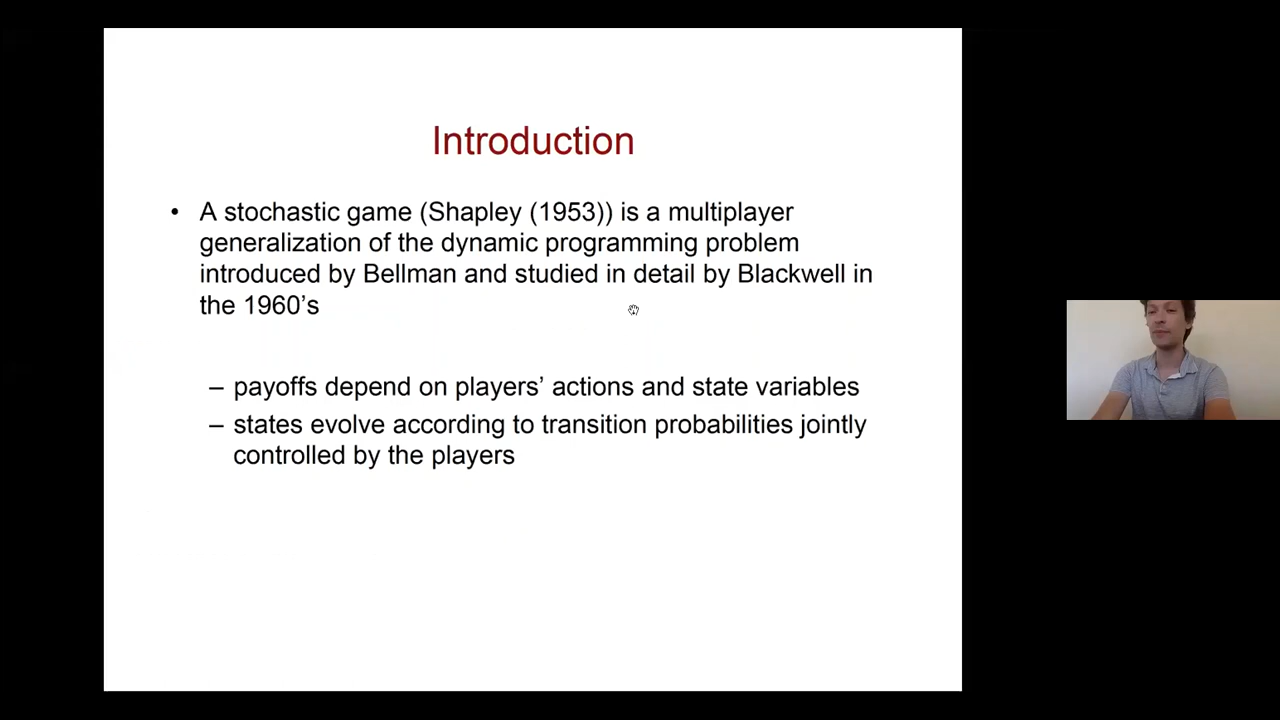 Introduction
• A stochastic game (Shapley (1953)) is a multiplayer
generalization of the dynamic programming problem
introduced by Bellman and studied in detail by Blackwell in
the 1960’s
– payoffs depend on players’ actions and state variables
– states evolve according to transition probabilities jointly
controlled by the players